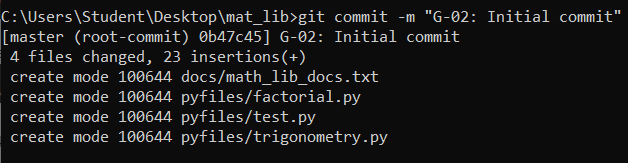 C:\Users\Student\Desktop\mat_lib>git commit -m "G-02: Initial commit"
[master (root-commit) 0b47c45] G-02: Initial commit
 4 files changed, 23 insertions(+)
 create mode 100644 docs/math_lib_docs.txt
 create mode 100644 pyfiles/factorial.py
 create mode 100644 pyfiles/test.py
 create mode 100644 pyfiles/trigonometry.py